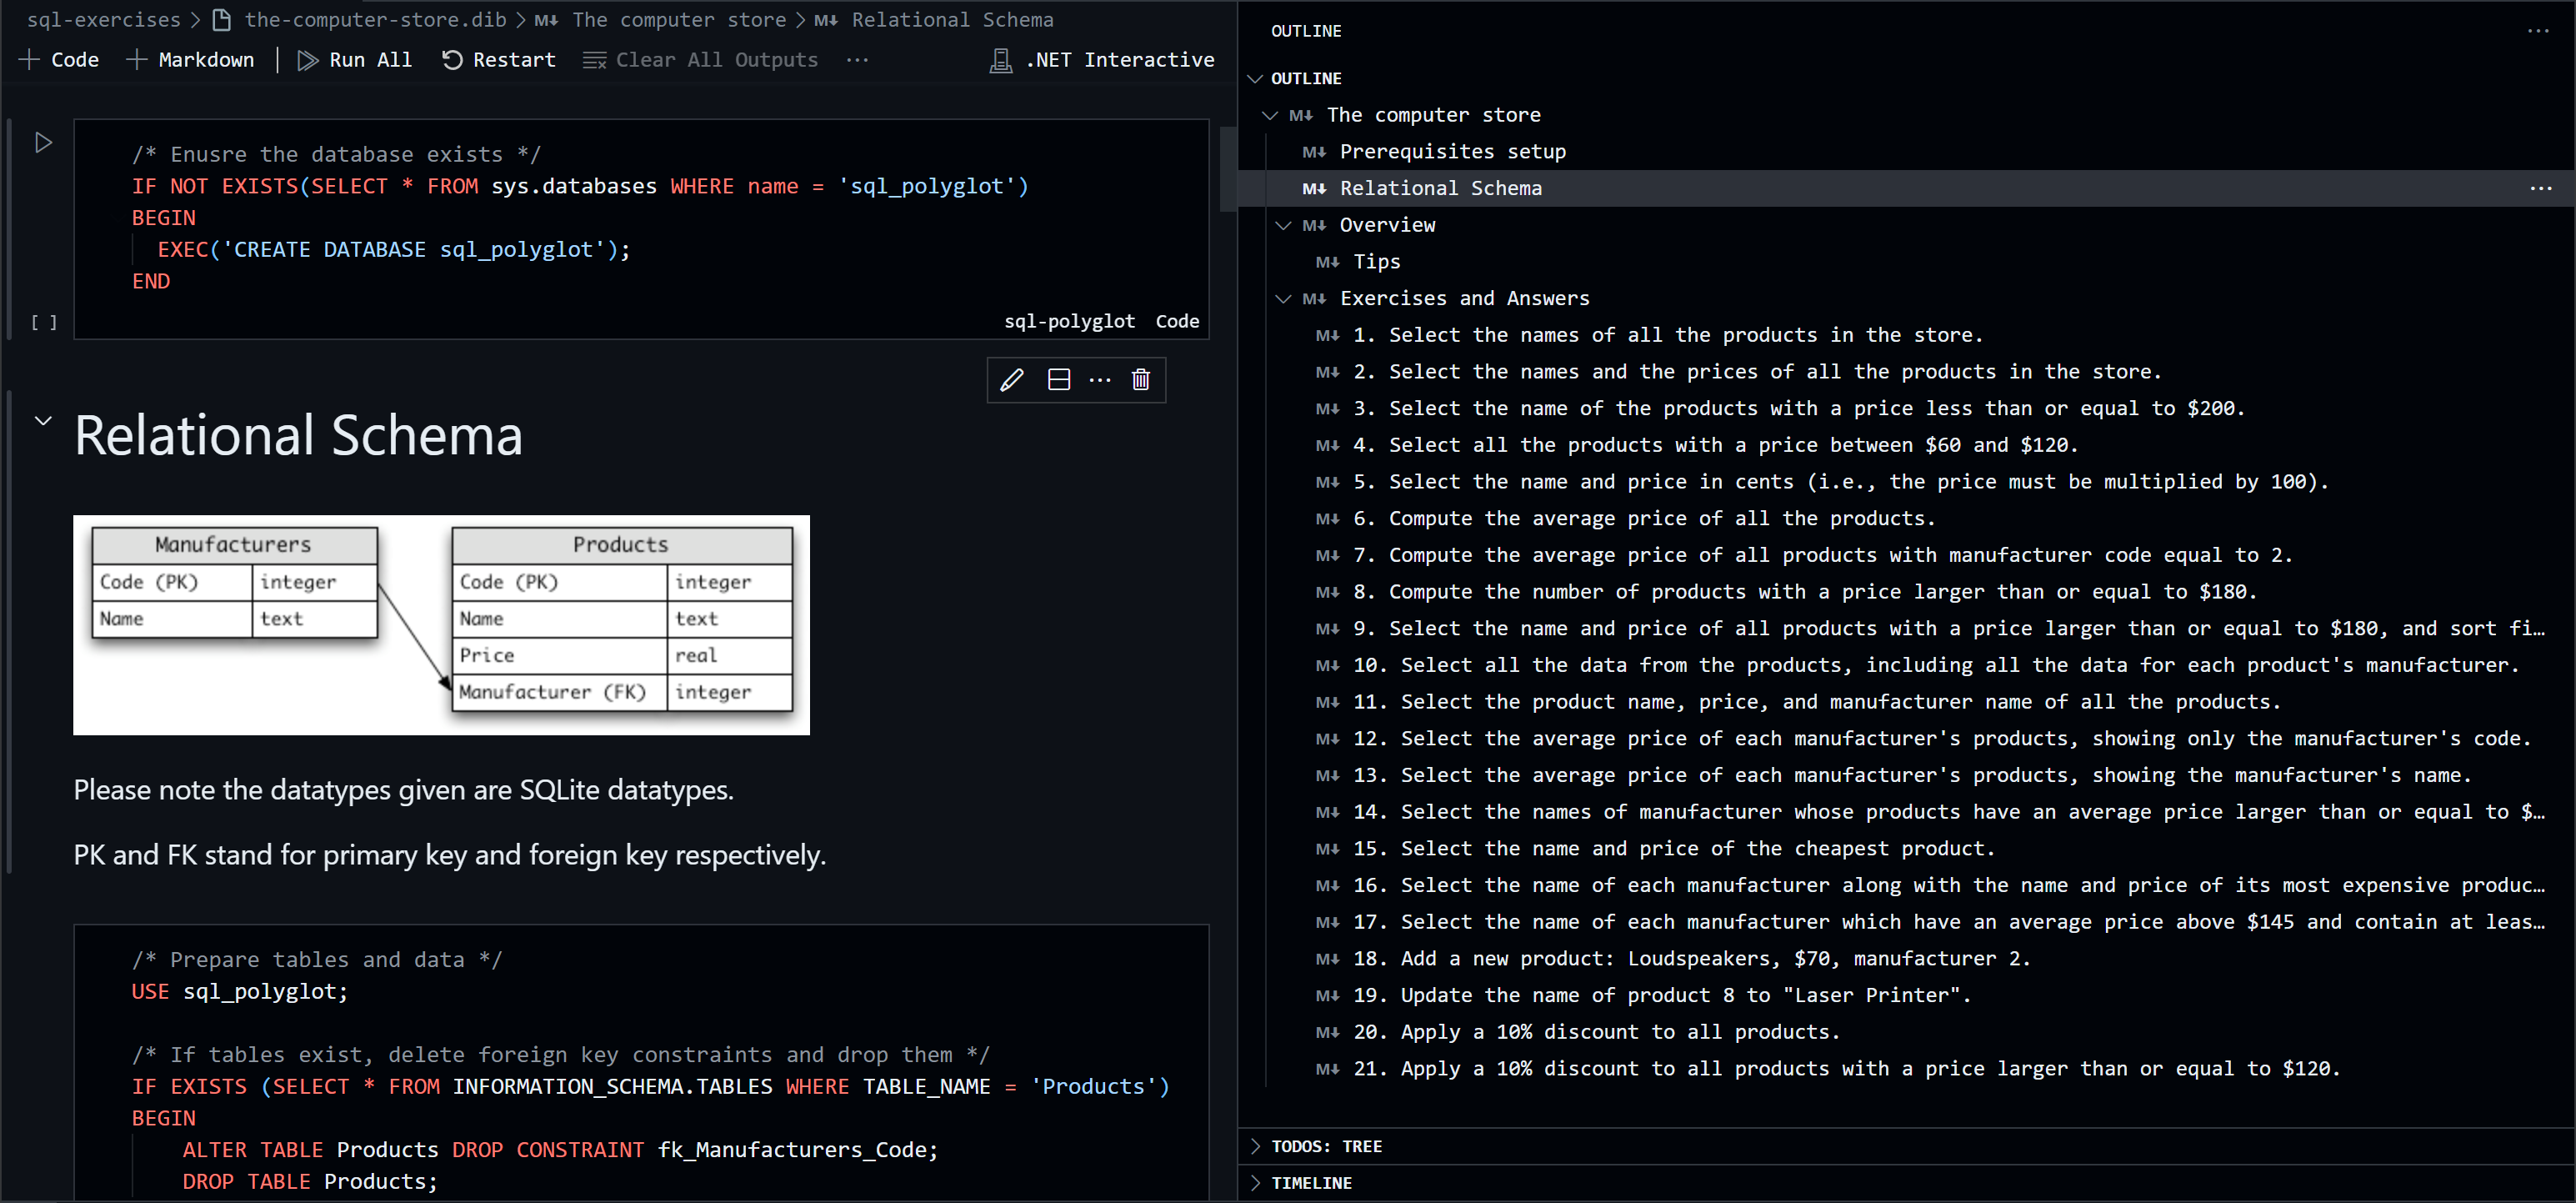 sql-exercises > the-computer-store.dib > M↓ The computer store > M↓ Relational Schema
+ Code + Markdown | Run All Restart Clear All Outputs ... .NET Interactive
/* Enusre the database exists */
IF NOT EXISTS(SELECT * FROM sys.databases WHERE name = 'sql_polyglot')
BEGIN
EXEC('CREATE DATABASE sql_polyglot');
END
[ ]
sql-polyglot Code
Relational Schema
Manufacturers
Code (PK) integer
Name text
Products
Code (PK) integer
Name text
Price real
Manufacturer (FK) integer
Please note the datatypes given are SQLite datatypes.
PK and FK stand for primary key and foreign key respectively.
/* Prepare tables and data */
USE sql_polyglot;
/* If tables exist, delete foreign key constraints and drop them */
IF EXISTS (SELECT * FROM INFORMATION_SCHEMA.TABLES WHERE TABLE_NAME = 'Products')
BEGIN
ALTER TABLE Products DROP CONSTRAINT fk_Manufacturers_Code;
DROP TABLE Products;
OUTLINE ...
OUTLINE
M↓ The computer store
M↓ Prerequisites setup
M↓ Relational Schema ...
M↓ Overview
M↓ Tips
M↓ Exercises and Answers
M↓ 1. Select the names of all the products in the store.
M↓ 2. Select the names and the prices of all the products in the store.
M↓ 3. Select the name of the products with a price less than or equal to $200.
M↓ 4. Select all the products with a price between $60 and $120.
M↓ 5. Select the name and price in cents (i.e., the price must be multiplied by 100).
M↓ 6. Compute the average price of all the products.
M↓ 7. Compute the average price of all products with manufacturer code equal to 2.
M↓ 8. Compute the number of products with a price larger than or equal to $180.
M↓ 9. Select the name and price of all products with a price larger than or equal to $180, and sort fi…
M↓ 10. Select all the data from the products, including all the data for each product's manufacturer.
M↓ 11. Select the product name, price, and manufacturer name of all the products.
M↓ 12. Select the average price of each manufacturer's products, showing only the manufacturer's code.
M↓ 13. Select the average price of each manufacturer's products, showing the manufacturer's name.
M↓ 14. Select the names of manufacturer whose products have an average price larger than or equal to $…
M↓ 15. Select the name and price of the cheapest product.
M↓ 16. Select the name of each manufacturer along with the name and price of its most expensive produc…
M↓ 17. Select the name of each manufacturer which have an average price above $145 and contain at leas…
M↓ 18. Add a new product: Loudspeakers, $70, manufacturer 2.
M↓ 19. Update the name of product 8 to "Laser Printer".
M↓ 20. Apply a 10% discount to all products.
M↓ 21. Apply a 10% discount to all products with a price larger than or equal to $120.
TODOS: TREE
TIMELINE